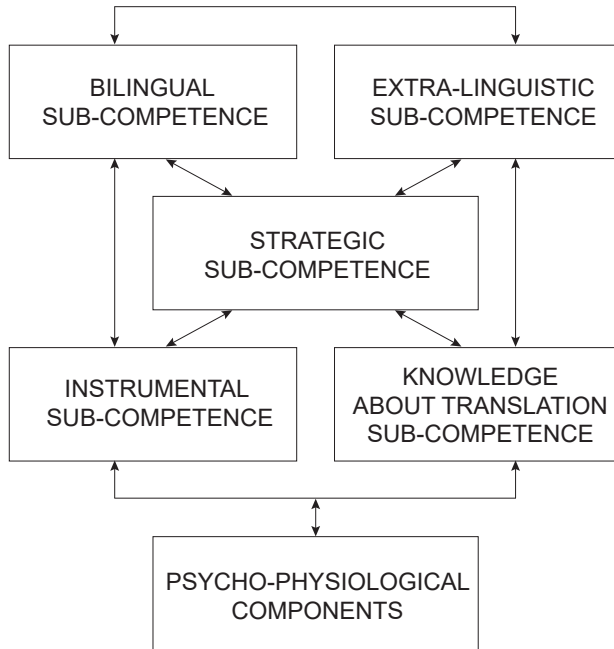 BILINGUAL
SUB-COMPETENCE
EXTRA-LINGUISTIC
SUB-COMPETENCE
STRATEGIC
SUB-COMPETENCE
INSTRUMENTAL
SUB-COMPETENCE
KNOWLEDGE
ABOUT TRANSLATION
SUB-COMPETENCE
PSYCHO-PHYSIOLOGICAL
COMPONENTS